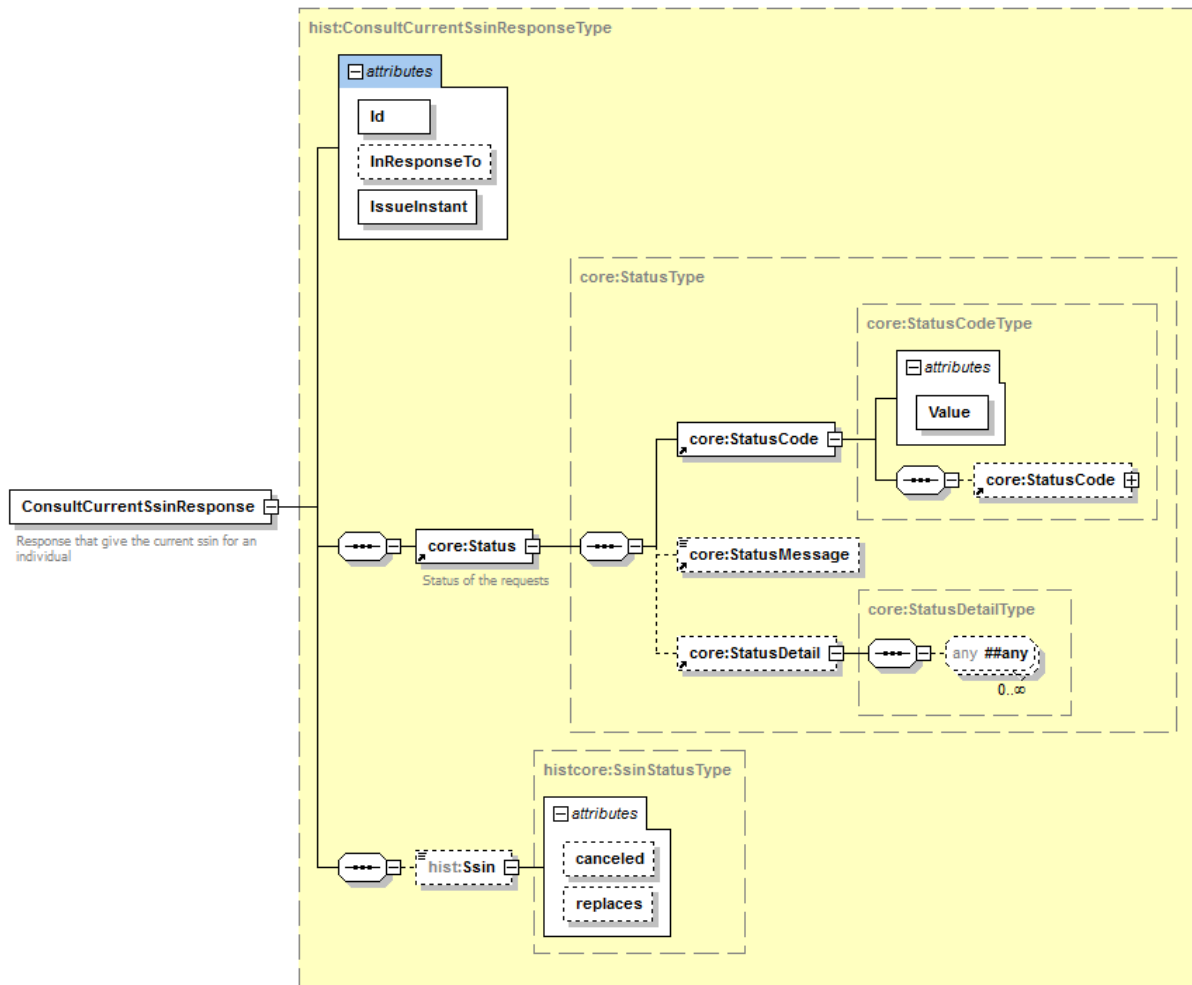 hist:ConsultCurrentSsinResponseType
attributes
Id
InResponseTo
IssueInstant
core:StatusType
core:StatusCodeType
attributes
Value
core:StatusCode
core:StatusCode
ConsultCurrentSsinResponse
Response that give the current ssin for an
individual
core:Status
Status of the requests
core:StatusMessage
core:StatusDetailType
core:StatusDetail
any ##any
0..∞
histcore:SsinStatusType
attributes
hist:Ssin
canceled
replaces